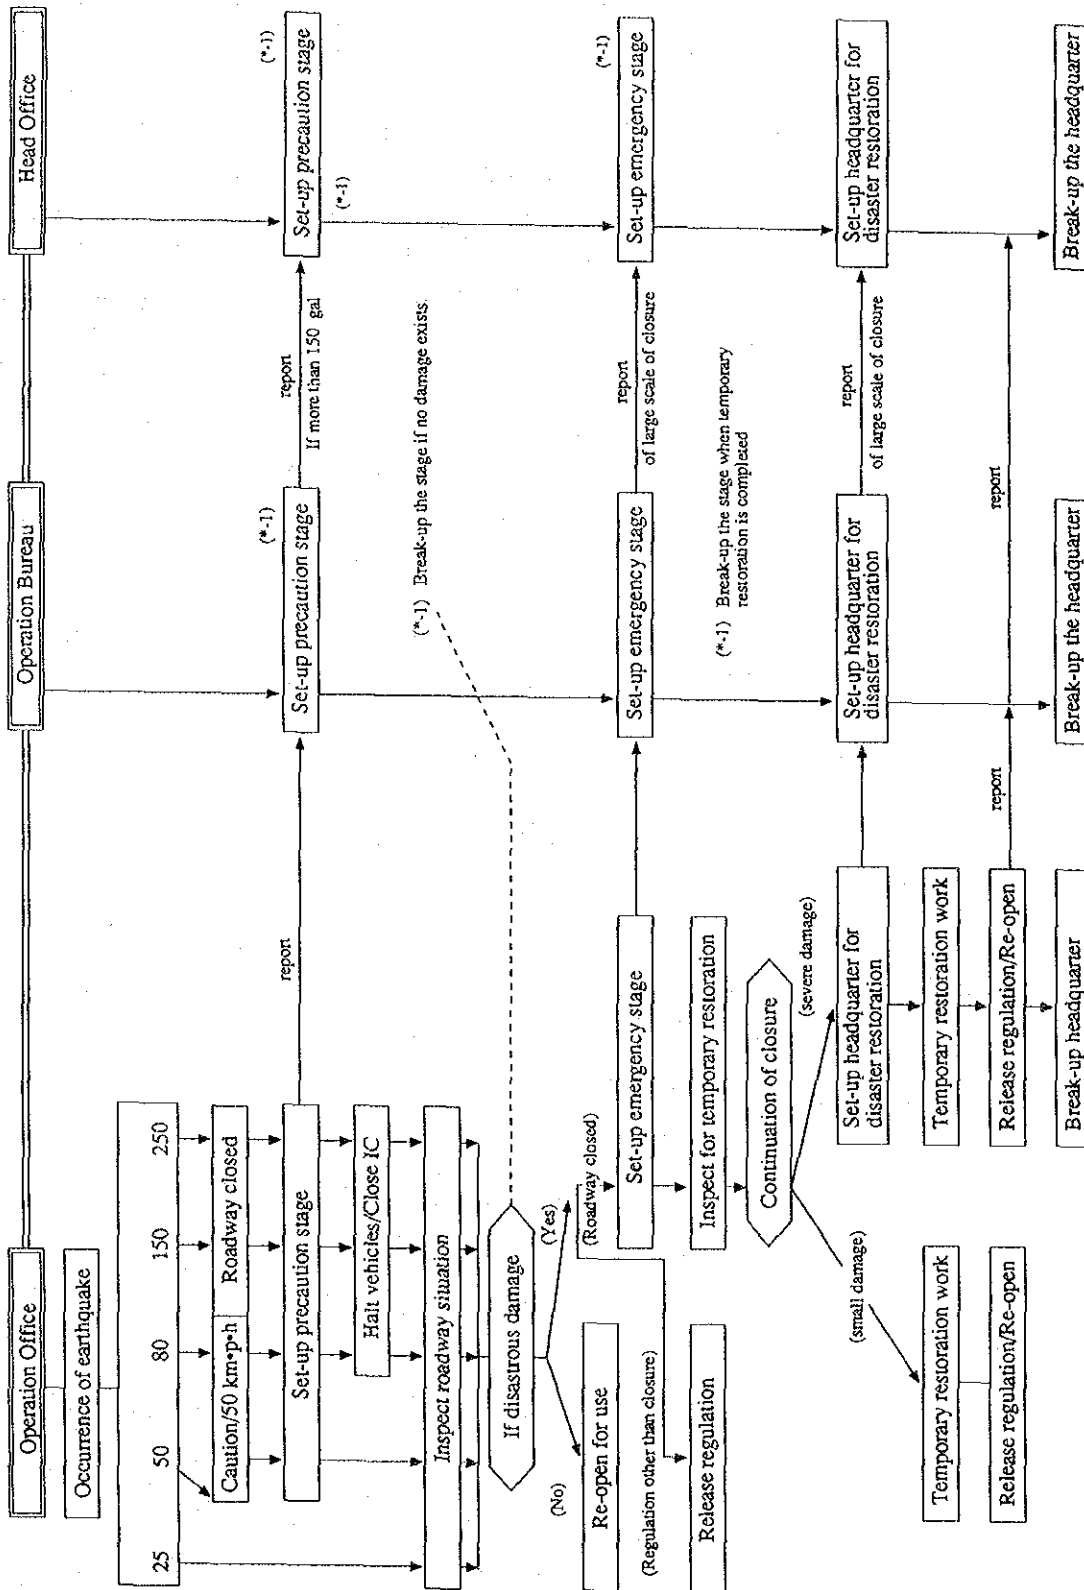 Operation Office
Operation Bureau
Head Office
Occurrence of earthquake
25
50
80
150
250
Caution/50 km•p•h
Roadway closed
Set-up precaution stage
report
Set-up precaution stage
(*-1)
report
If more than 150 gal
Set-up precaution stage
(*-1)
(*-1)
Halt vehicles/Close IC
Inspect roadway situation
(*-1) Break-up the stage if no damage exists.
If disastrous damage
(No)
(Yes)
Re-open for use
(Roadway closed)
(Regulation other than closure)
Release regulation
Set-up emergency stage
Set-up emergency stage
report
of large scale of closure
Set-up emergency stage
(*-1)
Inspect for temporary restoration
(*-1) Break-up the stage when temporary
restoration is completed
Continuation of closure
(small damage)
(severe damage)
Set-up headquarter for
disaster restoration
Set-up headquarter for
disaster restoration
report
of large scale of closure
Set-up headquarter for
disaster restoration
Temporary restoration work
Temporary restoration work
Release regulation/Re-open
Release regulation/Re-open
report
report
Break-up headquarter
Break-up the headquarter
Break-up the headquarter